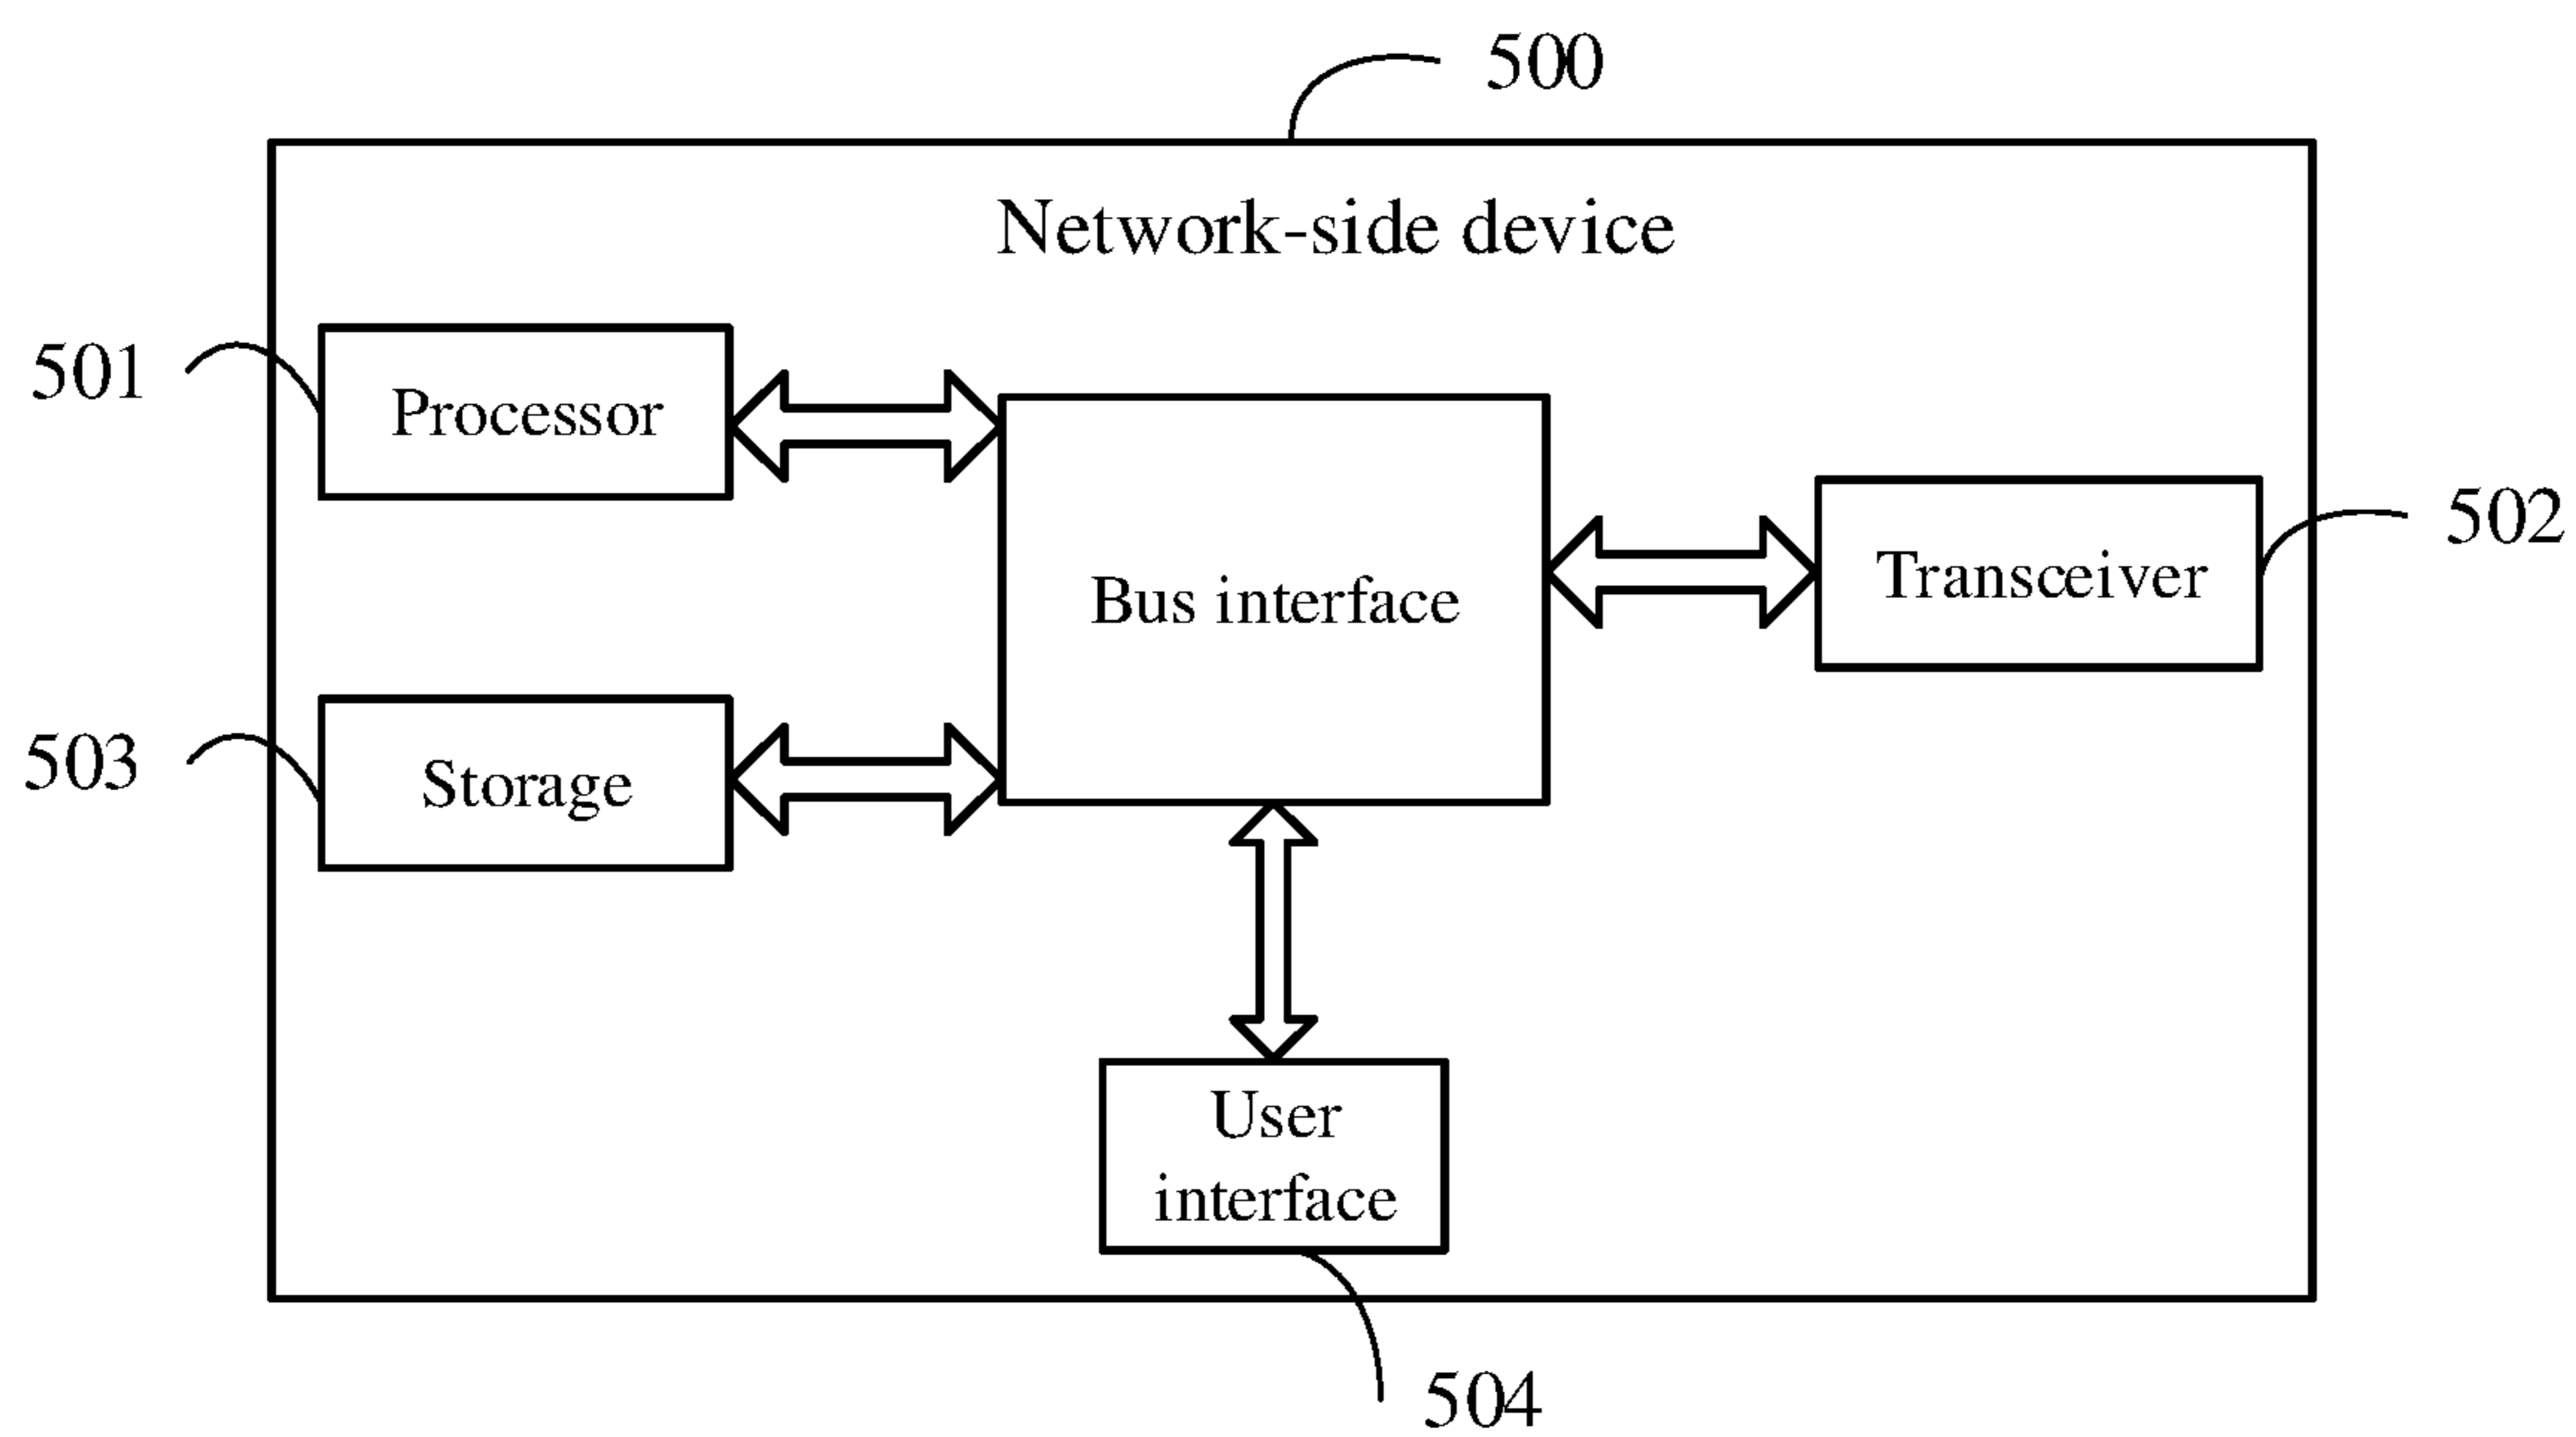 500
Network-side device
501
Processor
Bus interface
Transceiver
502
503
Storage
User
interface
504